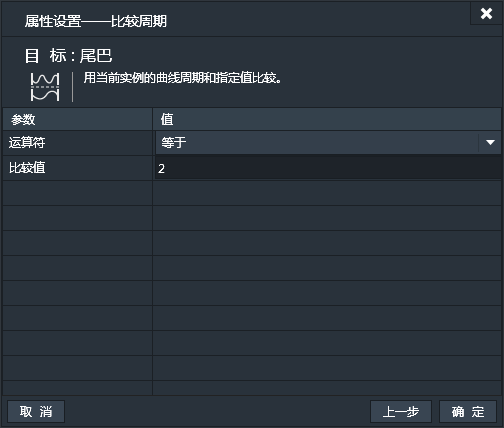 属性设置——比较周期
目 标 : 尾巴
用当前实例的曲线周期和指定值比较。
参数 值
运算符 等于
比较值 2
取 消 上一步 确 定